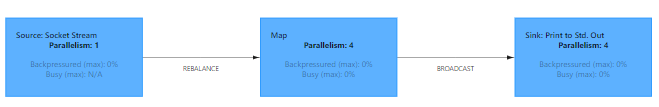 Source: Socket Stream
Parallelism: 1
Backpressured (max): 0%
Busy (max): N/A
REBALANCE
Map
Parallelism: 4
Backpressured (max): 0%
Busy (max): 0%
BROADCAST
Sink: Print to Std. Out
Parallelism: 4
Backpressured (max): 0%
Busy (max): 0%